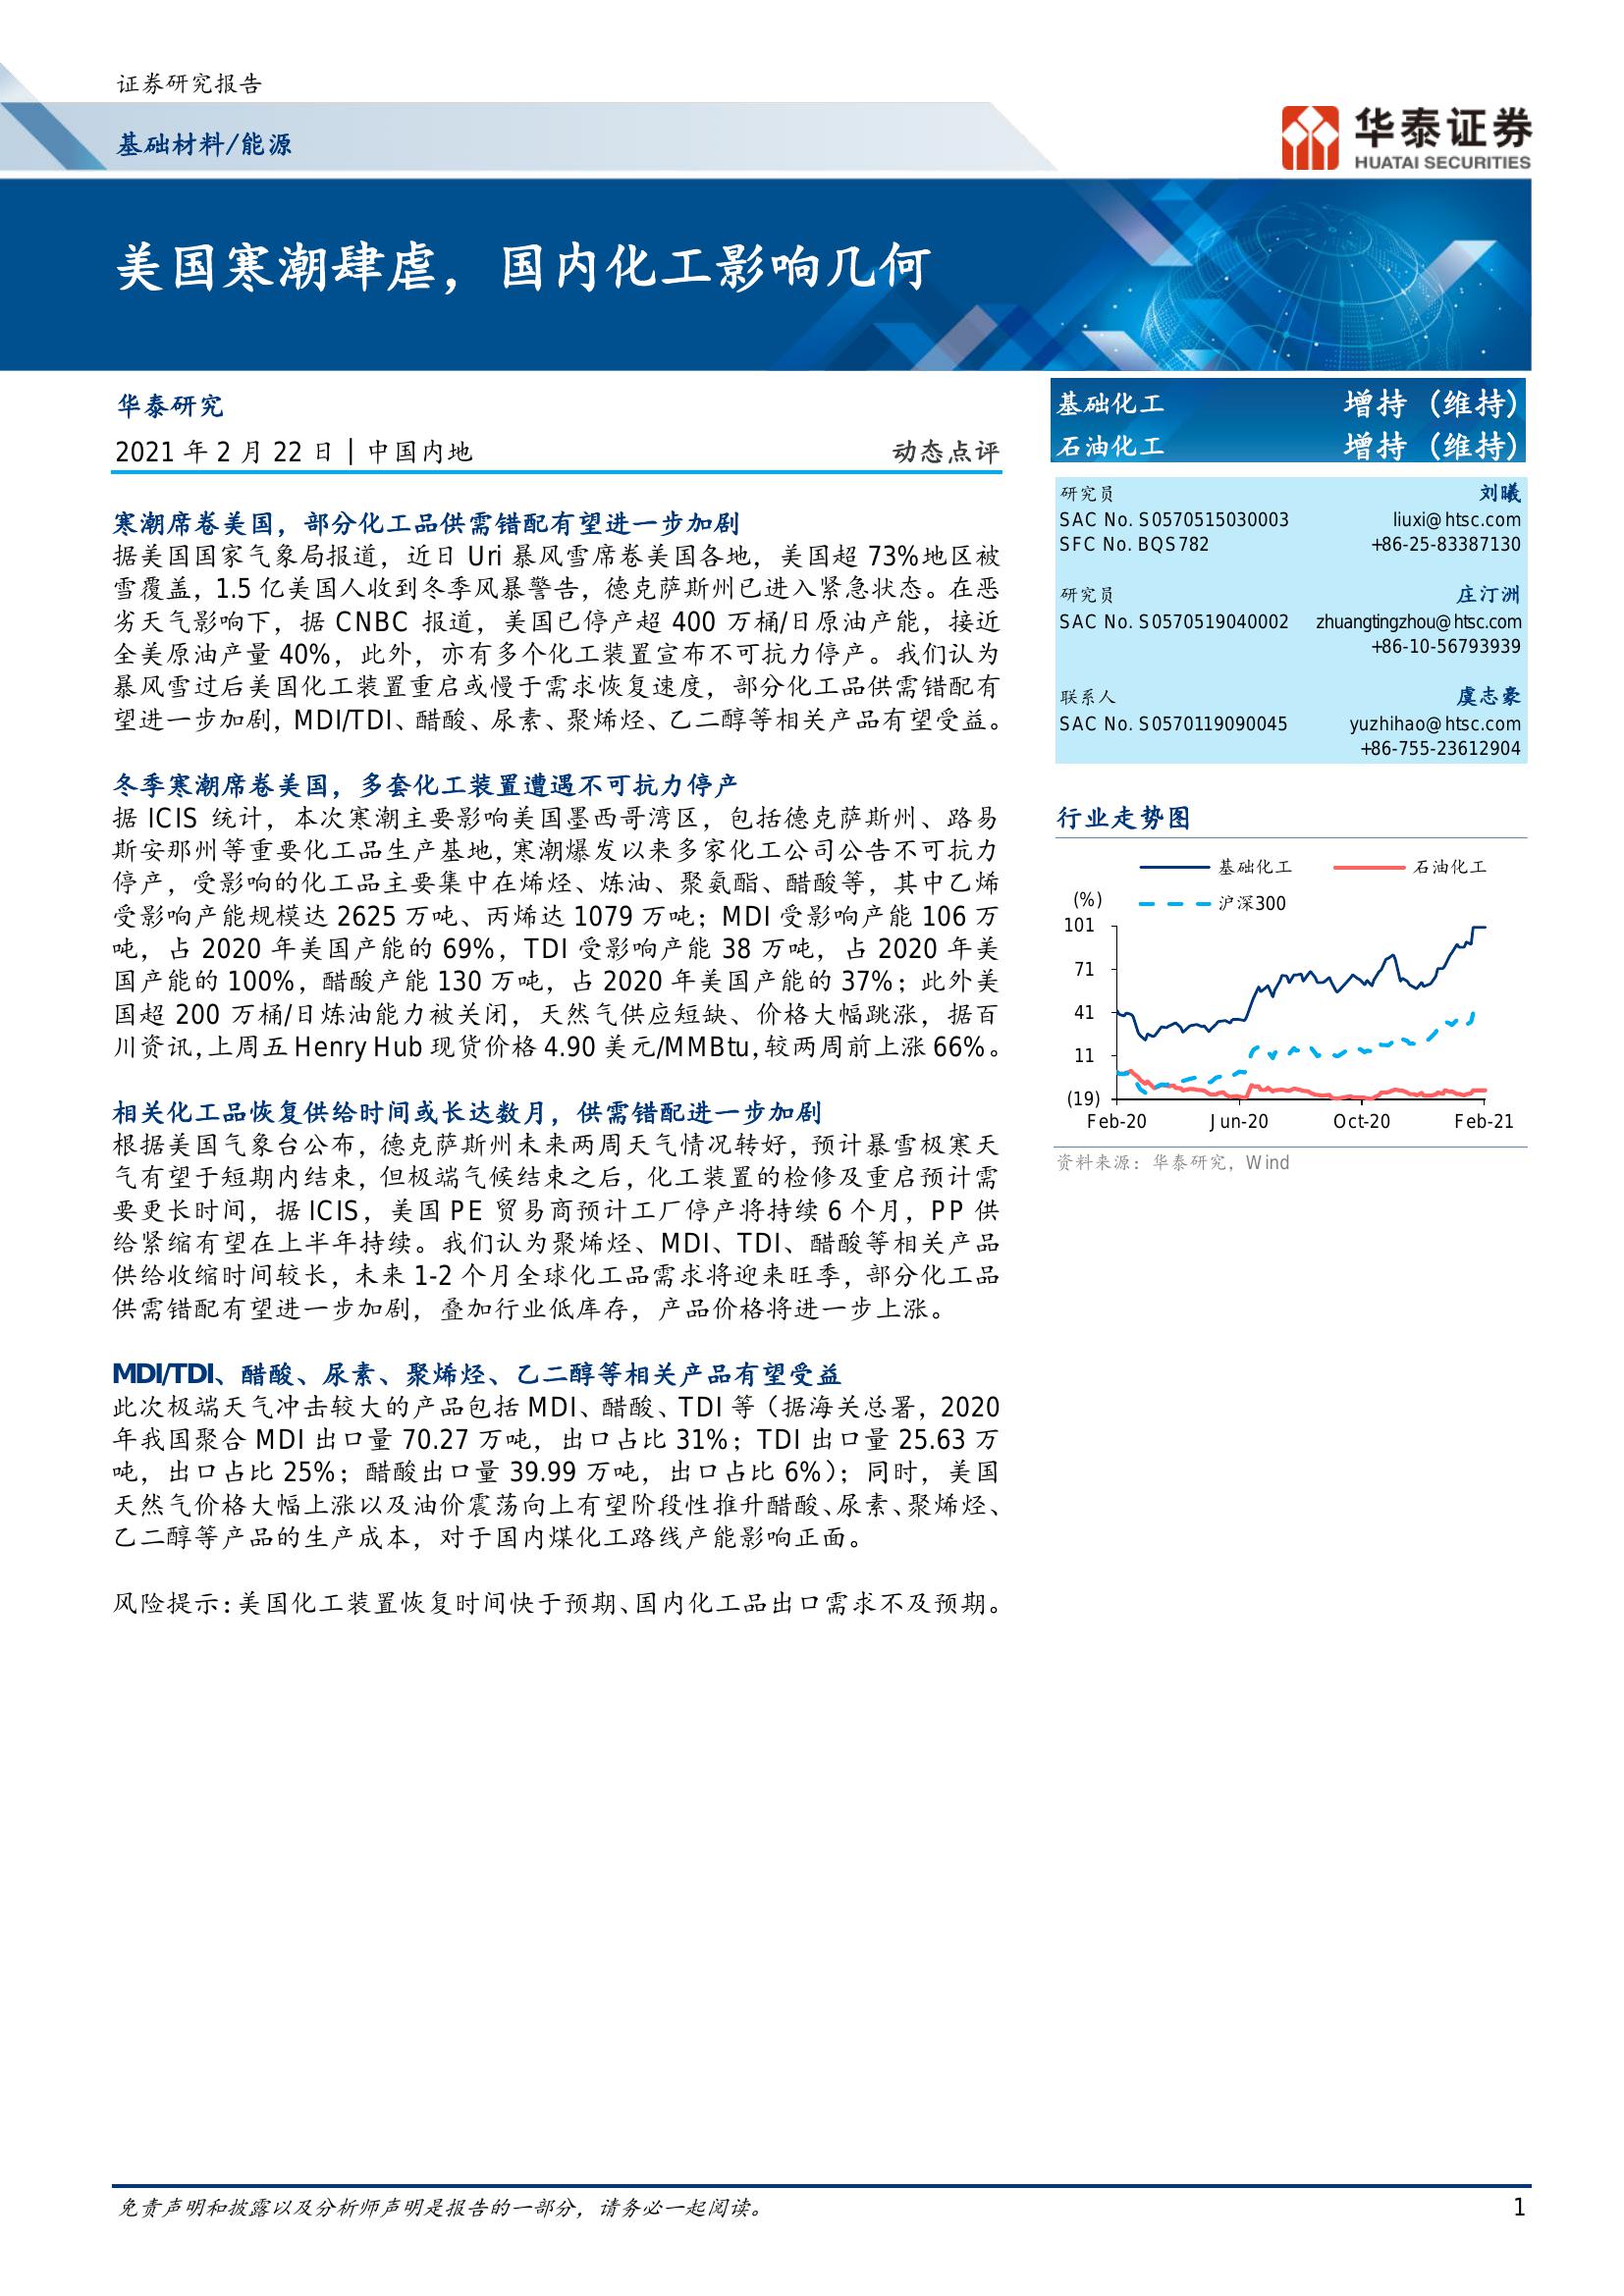 证券研究报告
基础材料/能源
华泰证券
HUATAI SECURITIES
美国寒潮肆虐，国内化工影响几何
华泰研究
2021 年 2 月 22 日│中国内地
动态点评
寒潮席卷美国，部分化工品供需错配有望进一步加剧
据美国国家气象局报道，近日 Uri 暴风雪席卷美国各地，美国超 73%地区被
雪覆盖，1.5 亿美国人收到冬季风暴警告，德克萨斯州已进入紧急状态。在恶
劣天气影响下，据 CNBC 报道，美国已停产超 400 万桶/日原油产能，接近
全美原油产量 40%，此外，亦有多个化工装置宣布不可抗力停产。我们认为
暴风雪过后美国化工装置重启或慢于需求恢复速度，部分化工品供需错配有
望进一步加剧，MDI/TDI、醋酸、尿素、聚烯烃、乙二醇等相关产品有望受益。
冬季寒潮席卷美国，多套化工装置遭遇不可抗力停产
据 ICIS 统计，本次寒潮主要影响美国墨西哥湾区，包括德克萨斯州、路易
斯安那州等重要化工品生产基地，寒潮爆发以来多家化工公司公告不可抗力
停产，受影响的化工品主要集中在烯烃、炼油、聚氨酯、醋酸等，其中乙烯
受影响产能规模达 2625 万吨、丙烯达 1079 万吨；MDI 受影响产能 106 万
吨，占 2020 年美国产能的 69%，TDI 受影响产能 38 万吨，占 2020 年美
国产能的 100%，醋酸产能 130 万吨，占 2020 年美国产能的 37%；此外美
国超 200 万桶/日炼油能力被关闭，天然气供应短缺、价格大幅跳涨，据百
川资讯，上周五 Henry Hub 现货价格 4.90 美元/MMBtu，较两周前上涨 66%。
相关化工品恢复供给时间或长达数月，供需错配进一步加剧
根据美国气象台公布，德克萨斯州未来两周天气情况转好，预计暴雪极寒天
气有望于短期内结束，但极端气候结束之后，化工装置的检修及重启预计需
要更长时间，据 ICIS，美国 PE 贸易商预计工厂停产将持续 6 个月，PP 供
给紧缩有望在上半年持续。我们认为聚烯烃、MDI、TDI、醋酸等相关产品
供给收缩时间较长，未来 1-2 个月全球化工品需求将迎来旺季，部分化工品
供需错配有望进一步加剧，叠加行业低库存，产品价格将进一步上涨。
MDI/TDI、醋酸、尿素、聚烯烃、乙二醇等相关产品有望受益
此次极端天气冲击较大的产品包括 MDI、醋酸、TDI 等（据海关总署，2020
年我国聚合 MDI 出口量 70.27 万吨，出口占比 31%；TDI 出口量 25.63 万
吨，出口占比 25%；醋酸出口量 39.99 万吨，出口占比 6%）；同时，美国
天然气价格大幅上涨以及油价震荡向上有望阶段性推升醋酸、尿素、聚烯烃、
乙二醇等产品的生产成本，对于国内煤化工路线产能影响正面。
风险提示：美国化工装置恢复时间快于预期、国内化工品出口需求不及预期。
基础化工 增持 (维持)
石油化工 增持 (维持)
研究员 刘曦
SAC No. S0570515030003 liuxi@htsc.com
SFC No. BQS782 +86-25-83387130
研究员 庄汀洲
SAC No. S0570519040002 zhuangtingzhou@htsc.com
+86-10-56793939
联系人 虞志豪
SAC No. S0570119090045 yuzhihao@htsc.com
+86-755-23612904
行业走势图
基础化工 石油化工
(%) 沪深300
101
71
41
11
(19)
Feb-20 Jun-20 Oct-20 Feb-21
资料来源：华泰研究，Wind
免责声明和披露以及分析师声明是报告的一部分，请务必一起阅读。 1